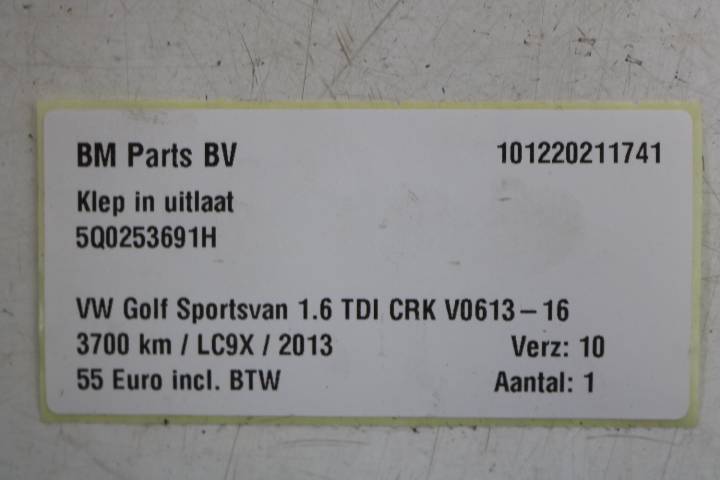 BM Parts BV 101220211741
Klep in uitlaat
5Q0253691H
VW Golf Sportsvan 1.6 TDI CRK V0613-16
3700 km / LC9X / 2013 Verz: 10
55 Euro incl. BTW Aantal: 1